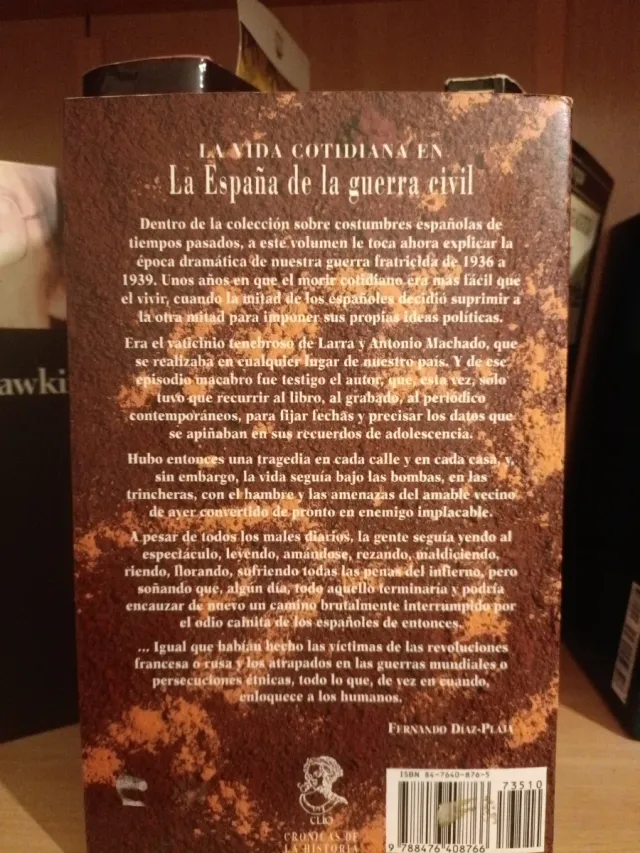 LA VIDA COTIDIANA EN
La España de la guerra civil
Dentro de la colección sobre costumbres españolas de
tiempos pasados, a este volumen le toca ahora explicar la
época dramática de nuestra guerra fratricida de 1936 a
1939. Unos años en que el morir cotidiano era más fácil que
el vivir, cuando la mitad de los españoles decidió suprimir a
la otra mitad para imponer sus propias ideas políticas.
Era el vaticinio tenebroso de Larra y Antonio Machado, que
se realizaba en cualquier lugar de nuestro país. Y de ese
episodio macabro fue testigo el autor, que, esta vez, sólo
tuvo que recurrir al libro, al grabado, al periódico
contemporáneos, para fijar fechas y precisar los datos que
se apiñaban en sus recuerdos de adolescencia.
Hubo entonces una tragedia en cada calle y en cada casa, y,
sin embargo, la vida seguía bajo las bombas, en las
trincheras, con el hambre y las amenazas del amable vecino
de ayer convertido de pronto en enemigo implacable.
A pesar de todos los males diarios, la gente seguía yendo al
espectáculo, leyendo, amándose, rezando, maldiciendo,
riendo, llorando, sufriendo todas las penas del infierno, pero
soñando que, algún día, todo aquello terminaría y podría
encauzar de nuevo un camino brutalmente interrumpido por
el odio cainita de los españoles de entonces.
... Igual que habían hecho las víctimas de las revoluciones
francesa o rusa y los atrapados en las guerras mundiales o
persecuciones étnicas, todo lo que, de vez en cuando,
enloquece a los humanos.
FERNANDO DÍAZ-PLAJA
awki
CLIO
CRÓNICAS DE
LA HISTORIA
ISBN 84-7640-876-5
73510
9 788476 408766